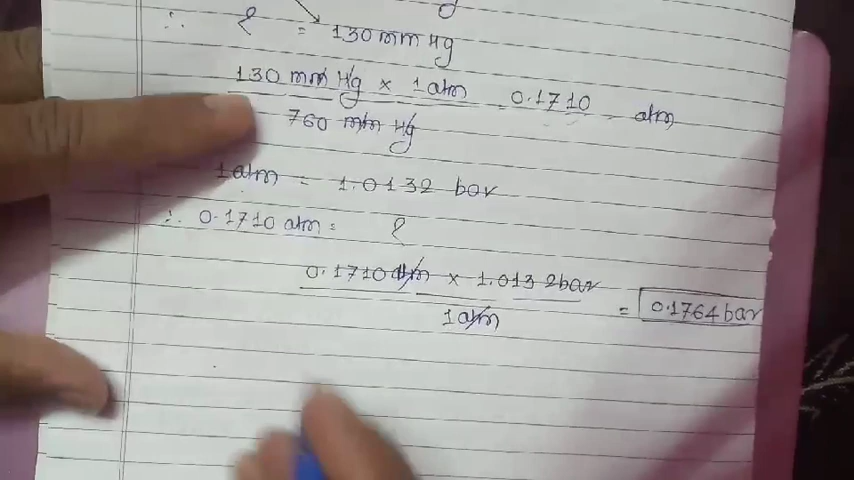 ∴ ? = 130 mm Hg
130 mm Hg x 1 atm = 0.1710 atm
760 mm Hg
1 atm = 1.0132 bar
∴ 0.1710 atm = ?
0.1710 atm x 1.0132 bar
1 atm
= 0.1764 bar